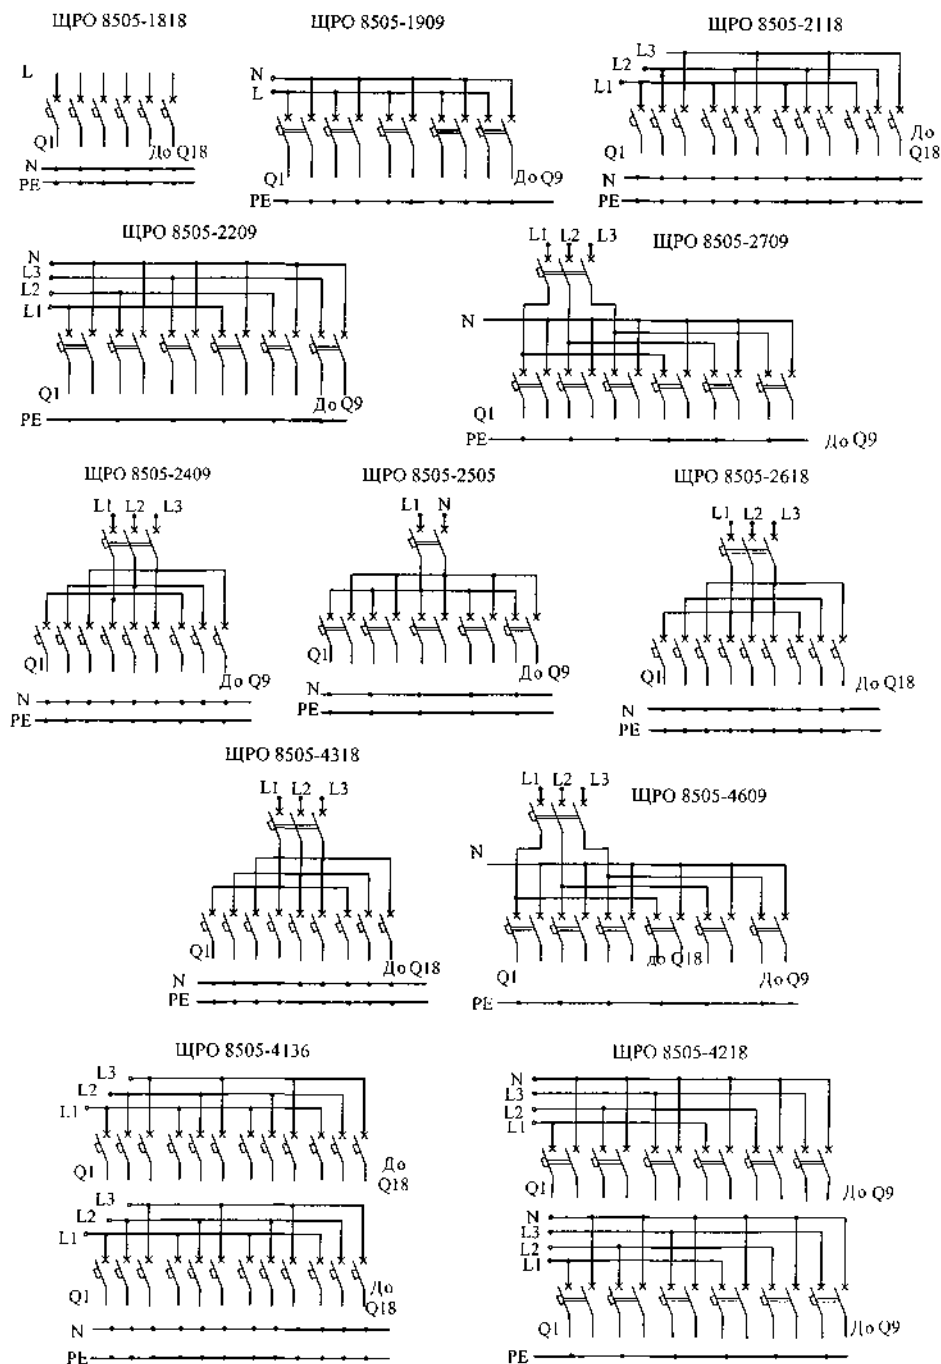 ЩРО 8505-1818
L
Q1
До Q18
N
PE
ЩРО 8505-1909
N
L
Q1
До Q9
PE
ЩРО 8505-2118
L3
L2
L1
Q1
До
Q18
N
PE
ЩРО 8505-2209
N
L3
L2
L1
Q1
До Q9
PE
ЩРО 8505-2709
L1 L2 L3
N
Q1
PE
До Q9
ЩРО 8505-2409
L1 L2 L3
Q1
До Q9
N
PE
ЩРО 8505-2505
L1 N
Q1
До Q9
N
PE
ЩРО 8505-2618
L1 L2 L3
Q1
До Q18
N
PE
ЩРО 8505-4318
L1 L2 L3
Q1
До Q18
N
PE
ЩРО 8505-4609
L1 L2 L3
N
до Q18
Q1
До Q9
PE
ЩРО 8505-4136
L3
L2
L1
Q1
До
Q18
L3
L2
L1
Q1
До
Q18
N
PE
ЩРО 8505-4218
N
L3
L2
L1
Q1
До Q9
N
L3
L2
L1
Q1
До Q9
PE